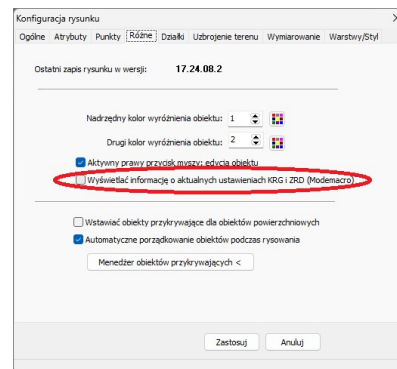 Konfiguracja rysunku
Ogólne Atrybuty Punkty Różne Działki Uzbrojenie terenu Wymiarowanie Warstwy/Styl
Ostatni zapis rysunku w wersji: 17.24.08.2
Nadrzędny kolor wyróżnienia obiektu: 1
Drugi kolor wyróżnienia obiektu: 2
Aktywny prawy przycisk myszy: edycja obiektu
Wyświetlać informację o aktualnych ustawieniach KRG i ZRD (Modemacro)
Wstawiać obiekty przykrywające dla obiektów powierzchniowych
Automatyczne porządkowanie obiektów podczas rysowania
Menedżer obiektów przykrywających <
Zastosuj Anuluj